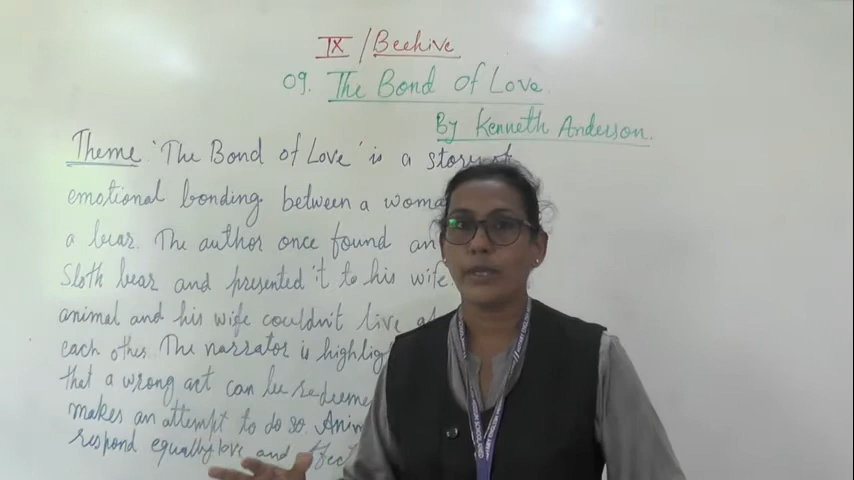 IX / Beehive
09. The Bond Of Love
By Kenneth Anderson.
Theme 'The Bond of Love' is a story of
emotional bonding between a woma
a bear. The author once found an
Sloth bear and presented it to his wife.
animal and his wife couldn't live
each other. The narrator is highlig
that a wrong act can be redeeme
makes an attempt to do so. Anim
respond equally love and